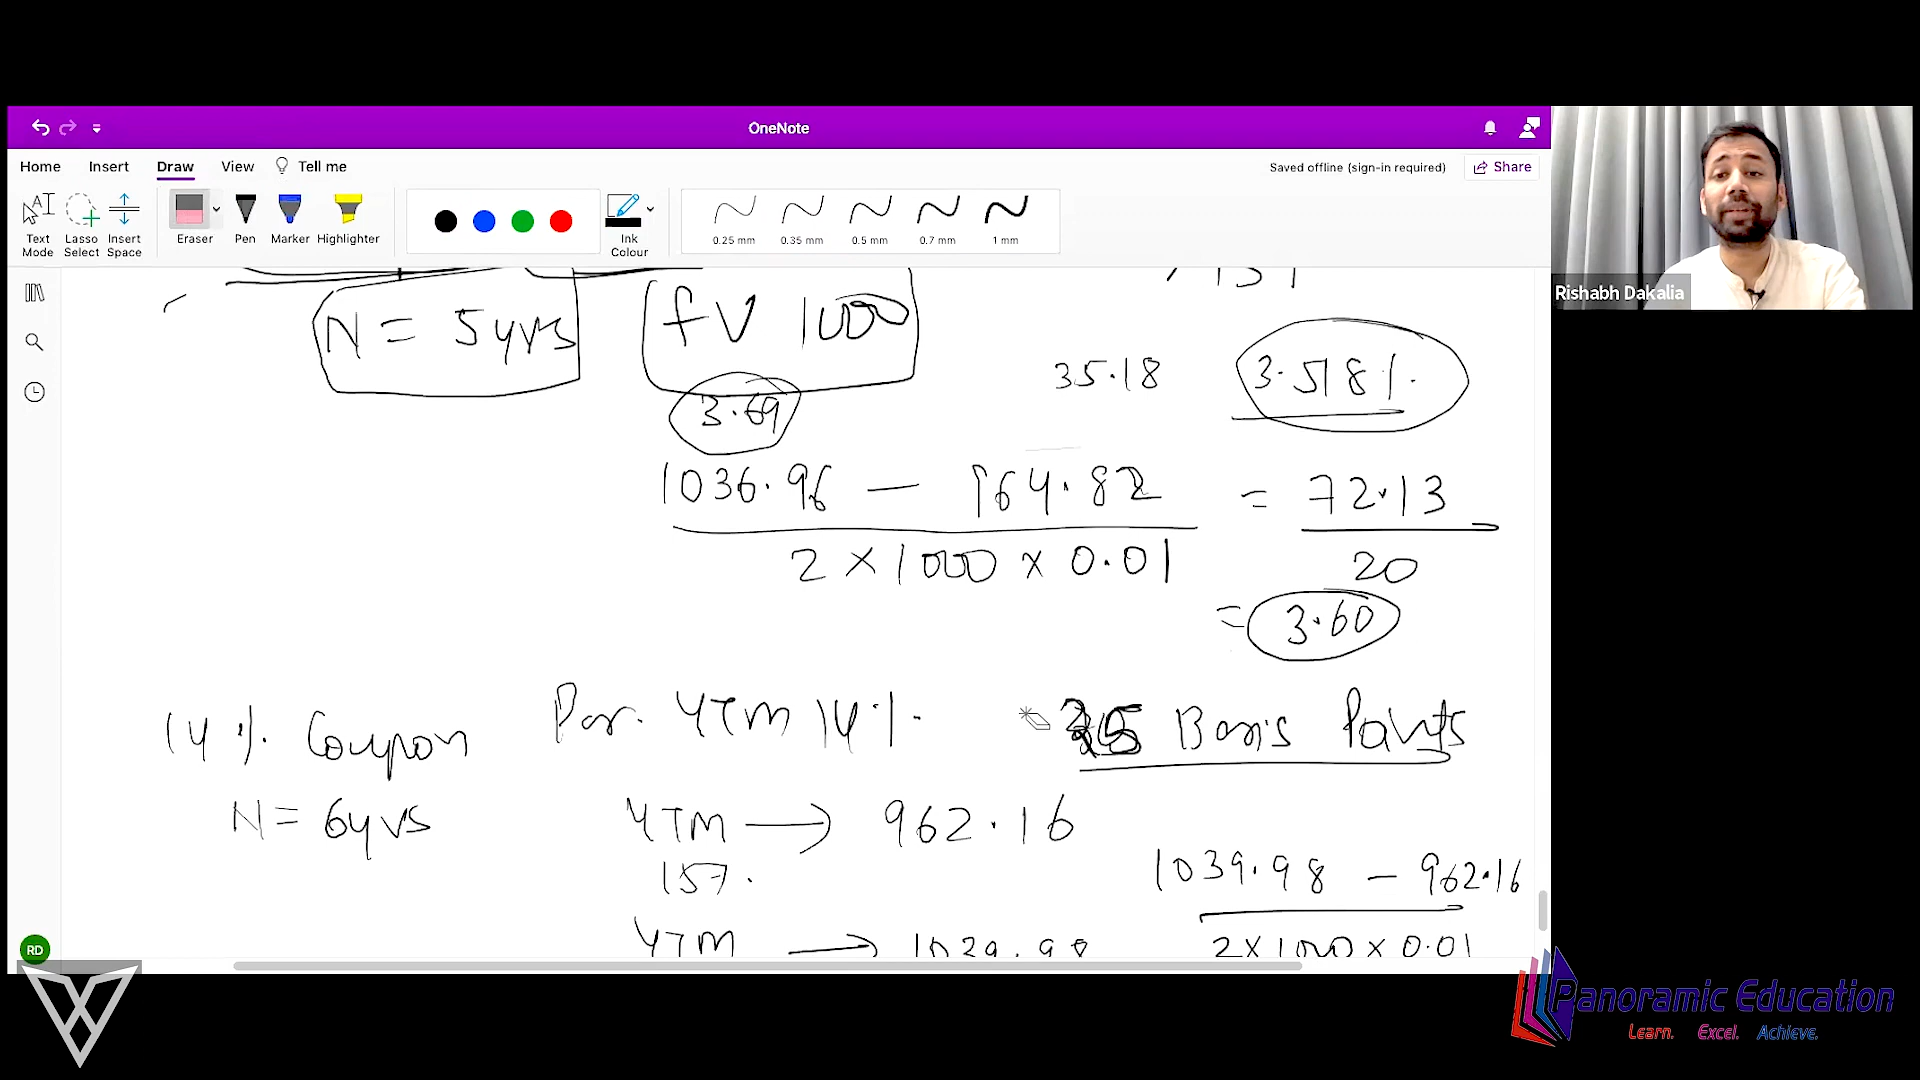 OneNote
Home Insert Draw View Tell me
Saved offline (sign-in required) Share
Text Mode
Lasso Select
Insert Space
Eraser
Pen
Marker
Highlighter
Ink Colour
0.25 mm 0.35 mm 0.5 mm 0.7 mm 1 mm
Rishabh Dakalia
N = 5yrs FV 1000
35.18 3.518%.
3.69
1036.96 — 964.82 = 72.13
2 × 1000 × 0.01 20
= 3.60
14%. Coupon Par. YTM 14%. Basis Points
N = 6yrs YTM → 962.16
15%.
1039.98 — 962.16
YTM → 1039.98 2 × 1000 × 0.01
RD
Panoramic Education
Learn. Excel. Achieve.